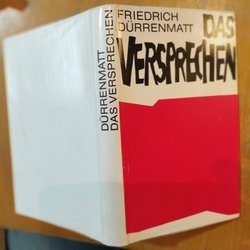 FRIEDRICH
DÜRRENMATT
DAS
VERSPRECHEN
DÜRRENMATT
DAS VERSPRECHEN